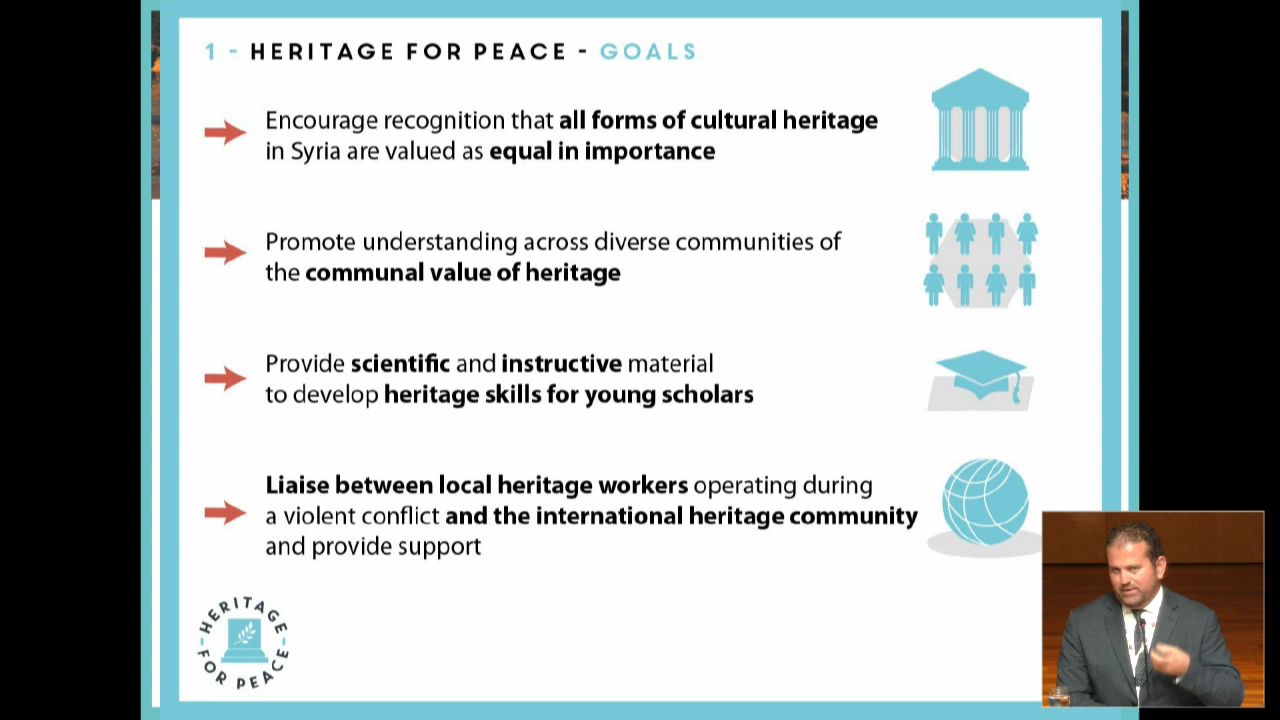 1 - HERITAGE FOR PEACE - GOALS
Encourage recognition that all forms of cultural heritage
in Syria are valued as equal in importance
Promote understanding across diverse communities of
the communal value of heritage
Provide scientific and instructive material
to develop heritage skills for young scholars
Liaise between local heritage workers operating during
a violent conflict and the international heritage community
and provide support
HERITAGE
FOR PEACE